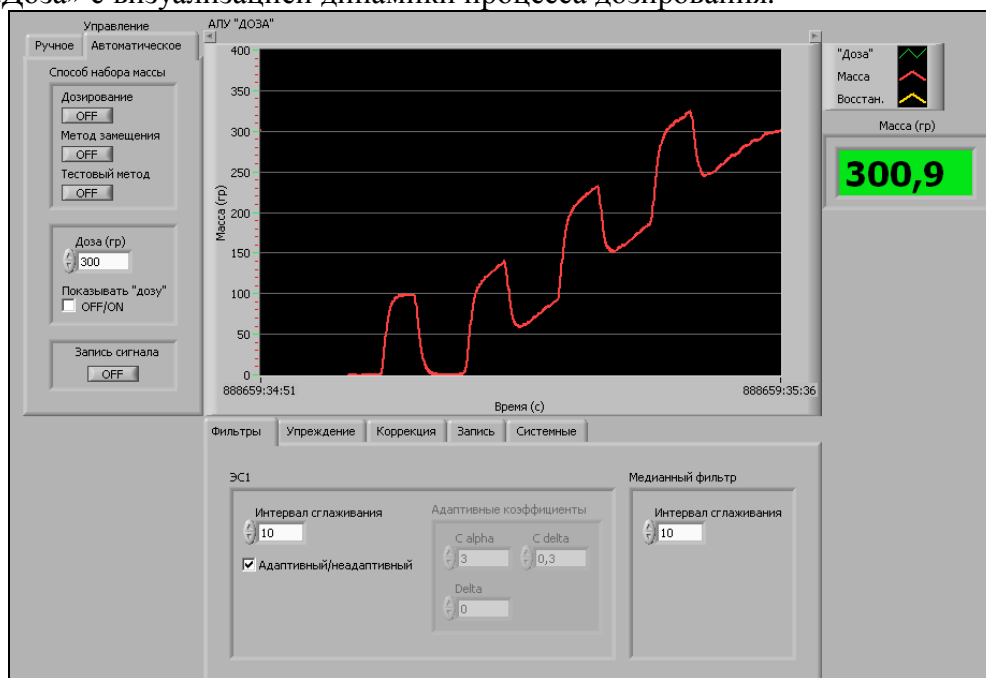 Доза» с визуализацией динамики процесса дозирования.
Управление
Ручное Автоматическое
Способ набора массы
Дозирование
OFF
Метод замещения
OFF
Тестовый метод
OFF
Доза (гр)
300
Показывать "дозу"
OFF/ON
Запись сигнала
OFF
АЛУ "ДОЗА"
Масса (гр)
400
350
300
250
200
150
100
50
0
888659:34:51 888659:35:36
Время (с)
"Доза"
Масса
Восстан.
Масса (гр)
300,9
Фильтры Упреждение Коррекция Запись Системные
ЭС1
Интервал сглаживания
10
Адаптивный/неадаптивный
Адаптивные коэффициенты
C alpha C delta
3 0,3
Delta
0
Медианный фильтр
Интервал сглаживания
10